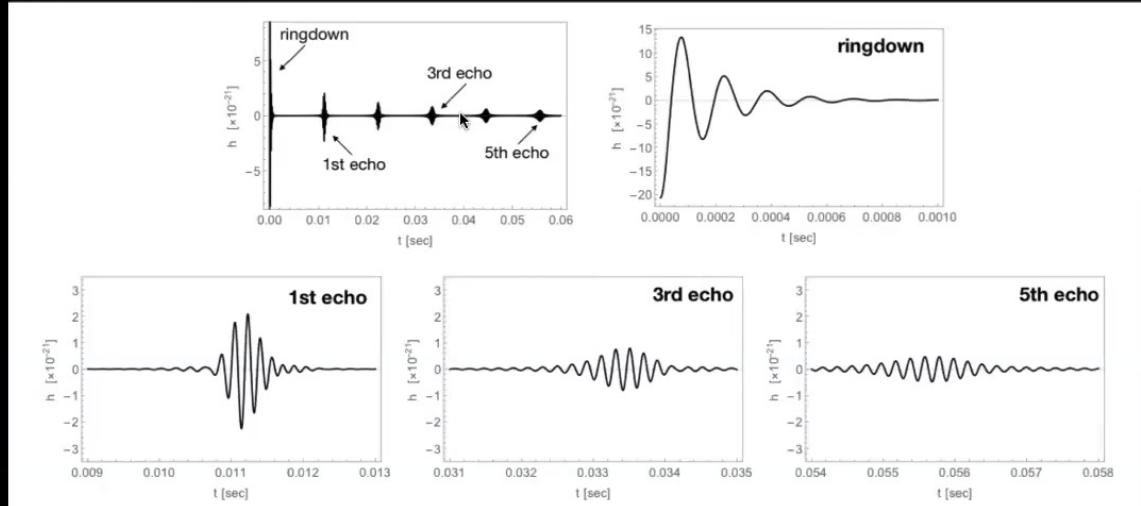 ringdown
3rd echo
1st echo
5th echo
h [×10⁻²¹]
5
0
−5
0.00 0.01 0.02 0.03 0.04 0.05 0.06
t [sec]
ringdown
h [×10⁻²¹]
15
10
5
0
−5
−10
−15
−20
0.0000 0.0002 0.0004 0.0006 0.0008 0.0010
t [sec]
1st echo
h [×10⁻²¹]
3
2
1
0
−1
−2
−3
0.009 0.010 0.011 0.012 0.013
t [sec]
3rd echo
h [×10⁻²¹]
3
2
1
0
−1
−2
−3
0.031 0.032 0.033 0.034 0.035
t [sec]
5th echo
h [×10⁻²¹]
3
2
1
0
−1
−2
−3
0.054 0.055 0.056 0.057 0.058
t [sec]